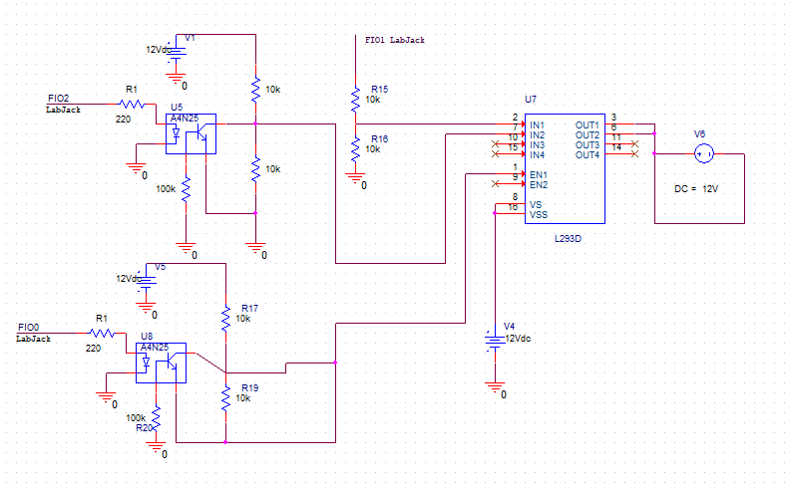 V1
12Vdc
FIO1 LabJack
FIO2
LabJack
R1
220
10k
U5
A4N25
R15
10k
U7
R16
10k
0
10k
100k
0
0
0
0
2
7
10
15
1
9
8
16
IN1
IN2
IN3
IN4
EN1
EN2
VS
VSS
OUT1
OUT2
OUT3
OUT4
3
6
11
14
L293D
V6
DC = 12V
V5
12Vdc
0
FIO0
LabJack
R1
220
R17
10k
U8
A4N25
R19
10k
0
100k
R20
0
V4
12Vdc
0